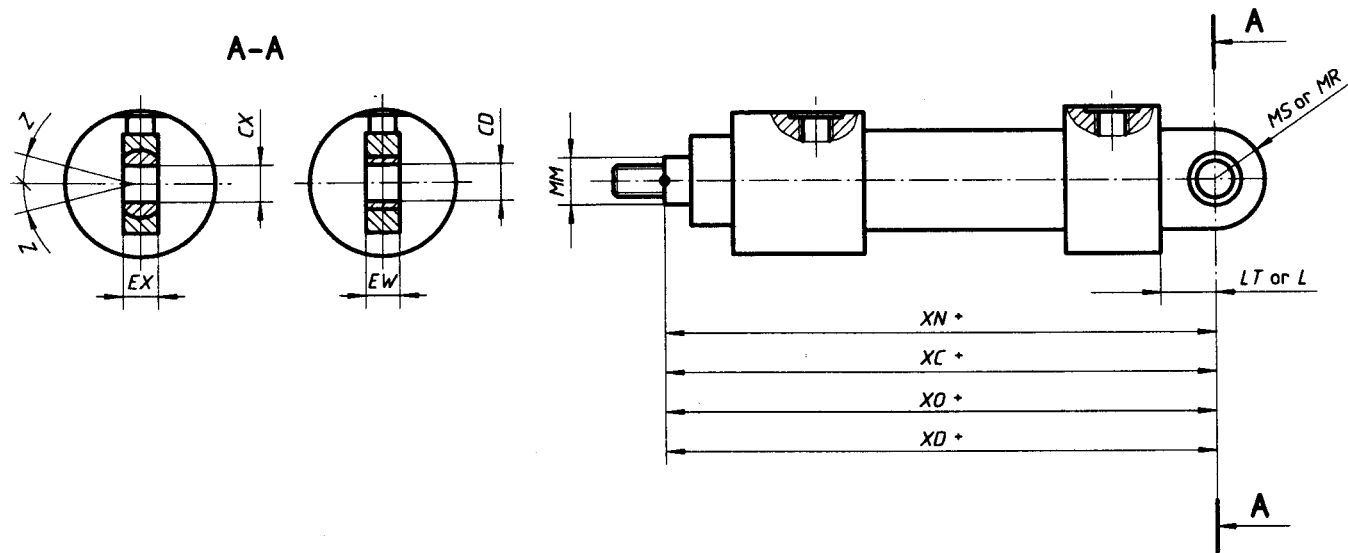 A
A-A
MS or MR
Z
CX
CD
MM
Z
EX
EW
LT or L
XN +
XC +
XO +
XD +
A